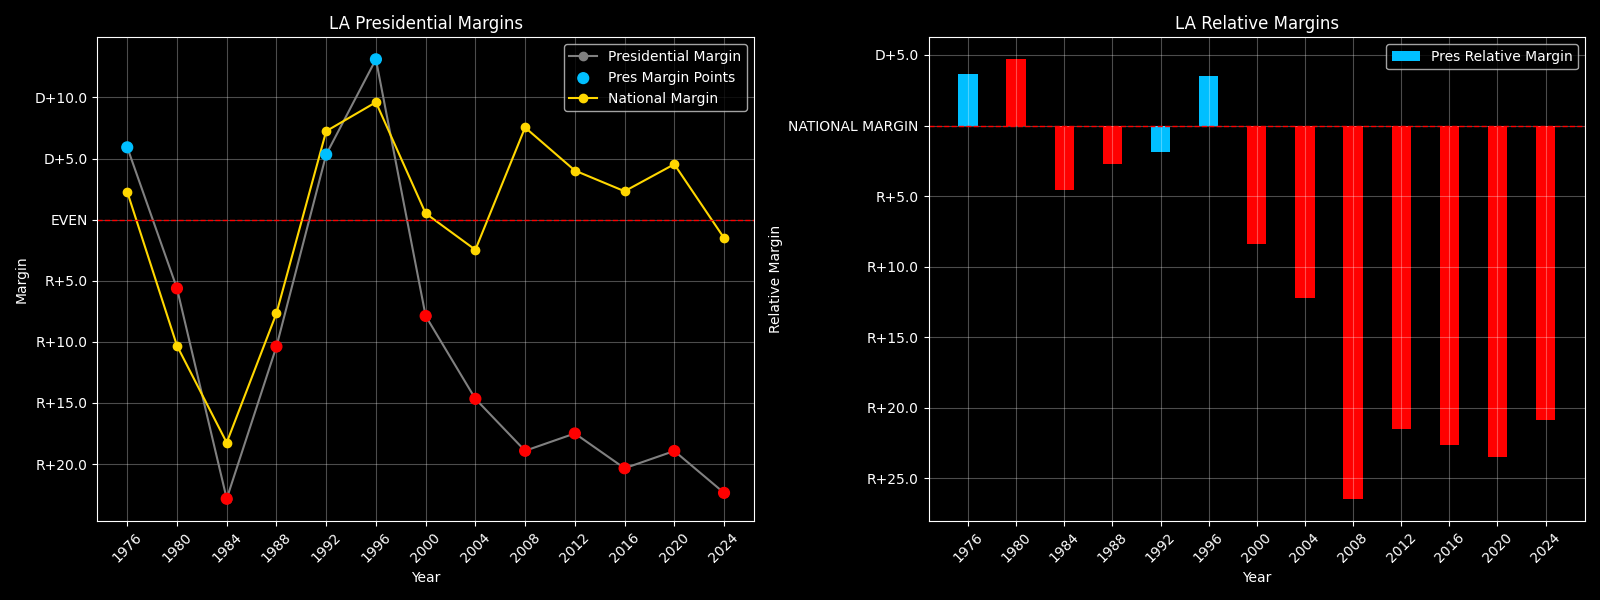 LA Presidential Margins
Presidential Margin
Pres Margin Points
National Margin
D+10.0
D+5.0
EVEN
R+5.0
R+10.0
R+15.0
R+20.0
Margin
1976
1980
1984
1988
1992
1996
2000
2004
2008
2012
2016
2020
2024
Year
LA Relative Margins
Pres Relative Margin
D+5.0
NATIONAL MARGIN
R+5.0
R+10.0
R+15.0
R+20.0
R+25.0
Relative Margin
1976
1980
1984
1988
1992
1996
2000
2004
2008
2012
2016
2020
2024
Year